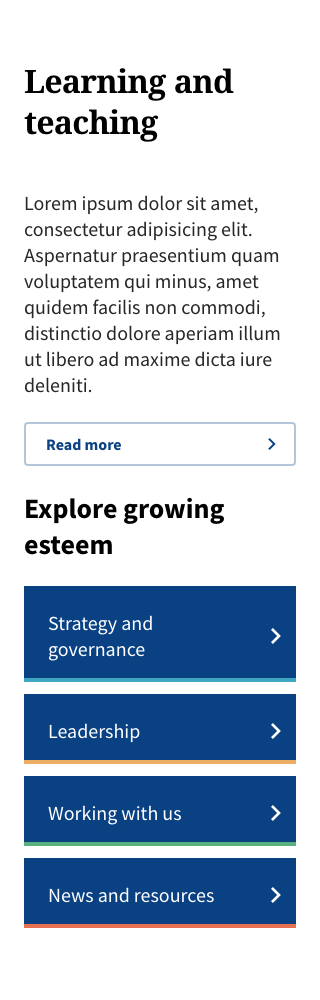 Learning and
teaching
Lorem ipsum dolor sit amet,
consectetur adipisicing elit.
Aspernatur praesentium quam
voluptatem qui minus, amet
quidem facilis non commodi,
distinctio dolore aperiam illum
ut libero ad maxime dicta iure
deleniti.
Read more
Explore growing
esteem
Strategy and
governance
Leadership
Working with us
News and resources